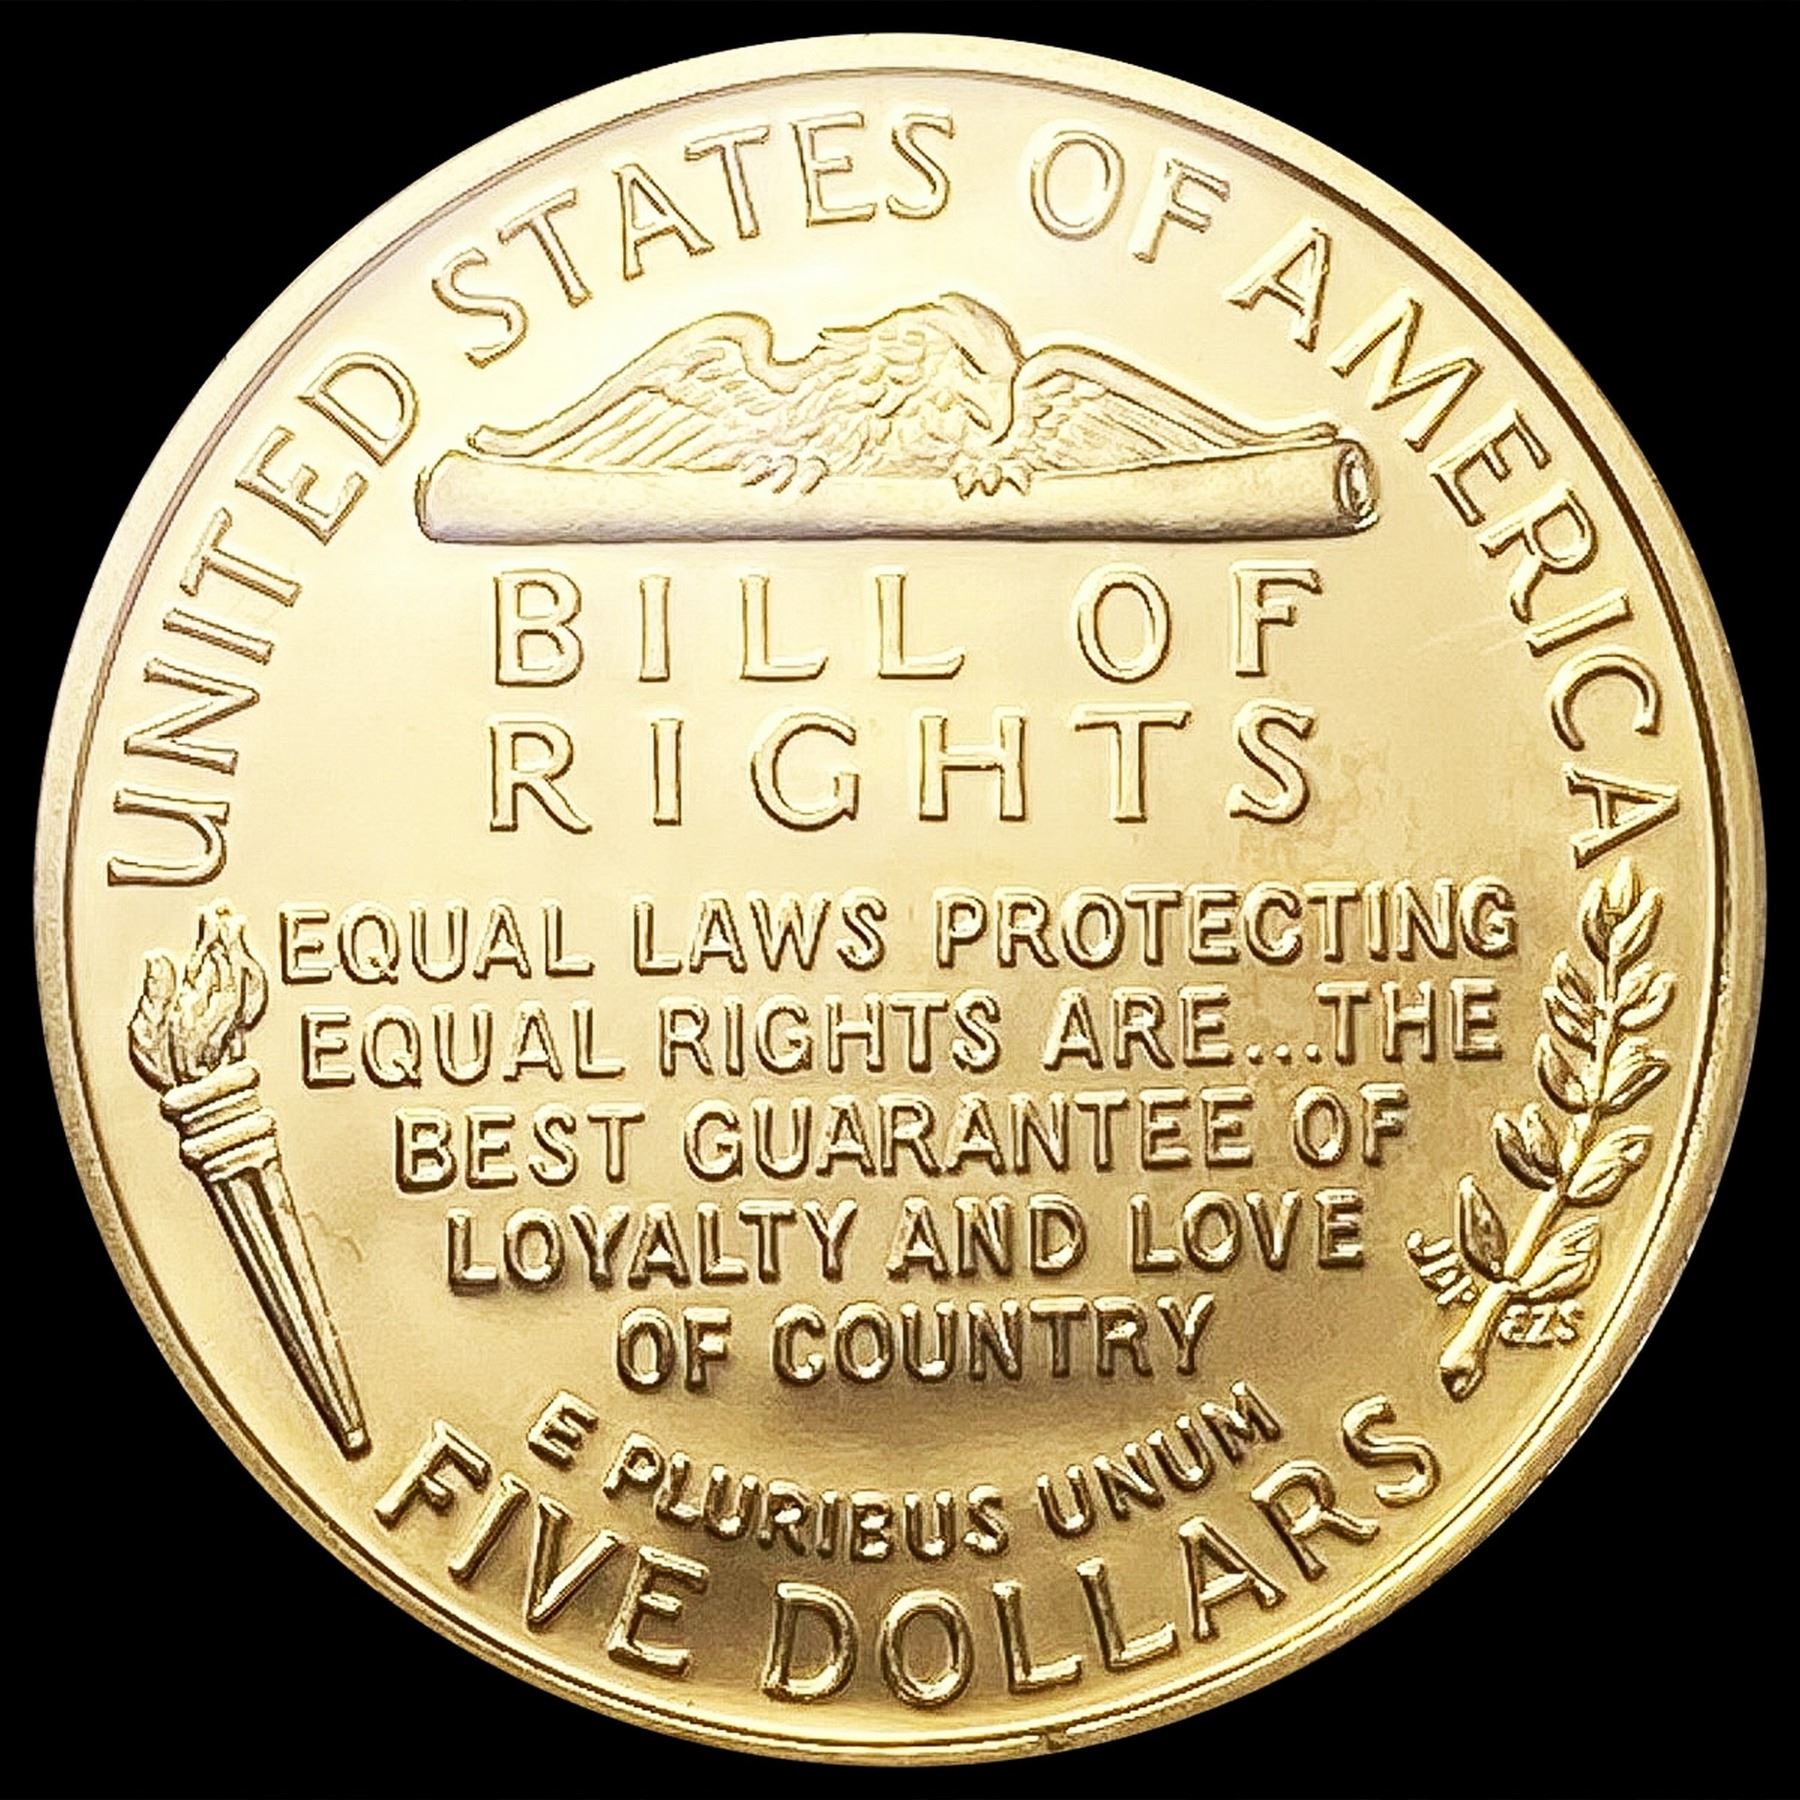 UNITED STATES OF AMERICA
BILL OF
RIGHTS
EQUAL LAWS PROTECTING
EQUAL RIGHTS ARE...THE
BEST GUARANTEE OF
LOYALTY AND LOVE
OF COUNTRY
JDP
E PLURIBUS UNUM
FIVE DOLLARS